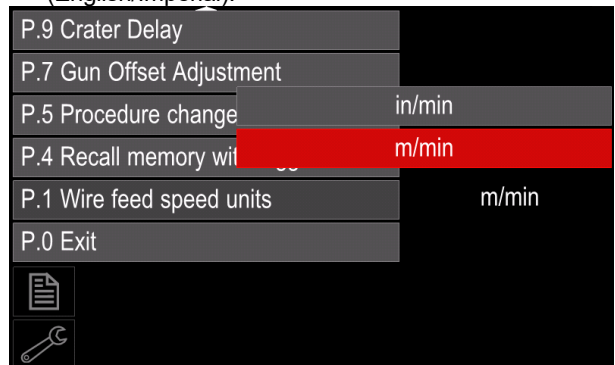 (English/Imperial).
P.9 Crater Delay
P.7 Gun Offset Adjustment
P.5 Procedure change
in/min
P.4 Recall memory wit
m/min
P.1 Wire feed speed units
m/min
P.0 Exit